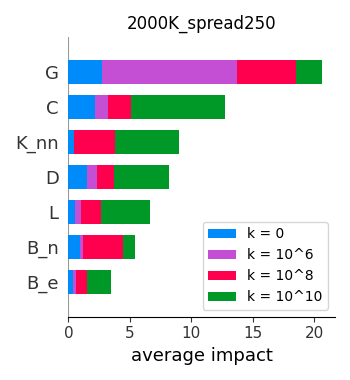 2000K_spread250
G
C
K_nn
D
L
B_n
B_e
k = 0
k = 10^6
k = 10^8
k = 10^10
0 5 10 15 20
average impact